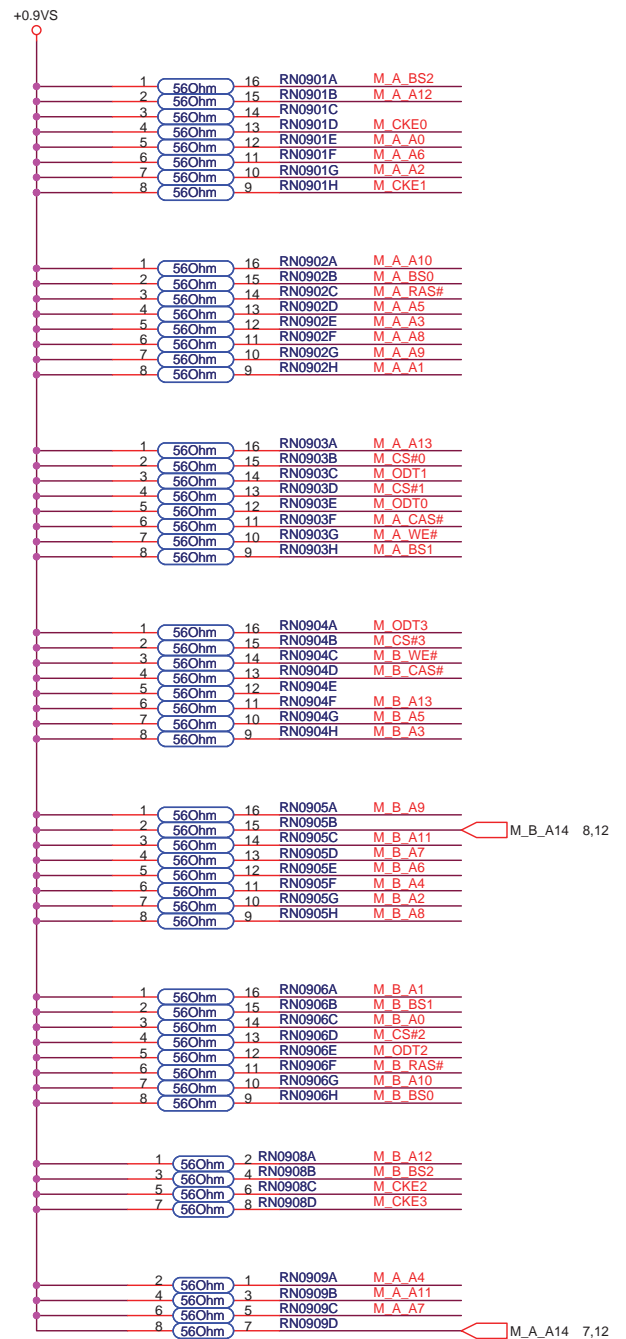 +0.9VS
1 56Ohm 16 RN0901A M_A_BS2
2 56Ohm 15 RN0901B M_A_A12
3 56Ohm 14 RN0901C
4 56Ohm 13 RN0901D M_CKE0
5 56Ohm 12 RN0901E M_A_A0
6 56Ohm 11 RN0901F M_A_A6
7 56Ohm 10 RN0901G M_A_A2
8 56Ohm 9 RN0901H M_CKE1
1 56Ohm 16 RN0902A M_A_A10
2 56Ohm 15 RN0902B M_A_BS0
3 56Ohm 14 RN0902C M_A_RAS#
4 56Ohm 13 RN0902D M_A_A5
5 56Ohm 12 RN0902E M_A_A3
6 56Ohm 11 RN0902F M_A_A8
7 56Ohm 10 RN0902G M_A_A9
8 56Ohm 9 RN0902H M_A_A1
1 56Ohm 16 RN0903A M_A_A13
2 56Ohm 15 RN0903B M_CS#0
3 56Ohm 14 RN0903C M_ODT1
4 56Ohm 13 RN0903D M_CS#1
5 56Ohm 12 RN0903E M_ODT0
6 56Ohm 11 RN0903F M_A_CAS#
7 56Ohm 10 RN0903G M_A_WE#
8 56Ohm 9 RN0903H M_A_BS1
1 56Ohm 16 RN0904A M_ODT3
2 56Ohm 15 RN0904B M_CS#3
3 56Ohm 14 RN0904C M_B_WE#
4 56Ohm 13 RN0904D M_B_CAS#
5 56Ohm 12 RN0904E
6 56Ohm 11 RN0904F M_B_A13
7 56Ohm 10 RN0904G M_B_A5
8 56Ohm 9 RN0904H M_B_A3
1 56Ohm 16 RN0905A M_B_A9
2 56Ohm 15 RN0905B M_B_A14 8,12
3 56Ohm 14 RN0905C M_B_A11
4 56Ohm 13 RN0905D M_B_A7
5 56Ohm 12 RN0905E M_B_A6
6 56Ohm 11 RN0905F M_B_A4
7 56Ohm 10 RN0905G M_B_A2
8 56Ohm 9 RN0905H M_B_A8
1 56Ohm 16 RN0906A M_B_A1
2 56Ohm 15 RN0906B M_B_BS1
3 56Ohm 14 RN0906C M_B_A0
4 56Ohm 13 RN0906D M_CS#2
5 56Ohm 12 RN0906E M_ODT2
6 56Ohm 11 RN0906F M_B_RAS#
7 56Ohm 10 RN0906G M_B_A10
8 56Ohm 9 RN0906H M_B_BS0
1 56Ohm 2 RN0908A M_B_A12
3 56Ohm 4 RN0908B M_B_BS2
5 56Ohm 6 RN0908C M_CKE2
7 56Ohm 8 RN0908D M_CKE3
2 56Ohm 1 RN0909A M_A_A4
4 56Ohm 3 RN0909B M_A_A11
6 56Ohm 5 RN0909C M_A_A7
8 56Ohm 7 RN0909D M_A_A14 7,12